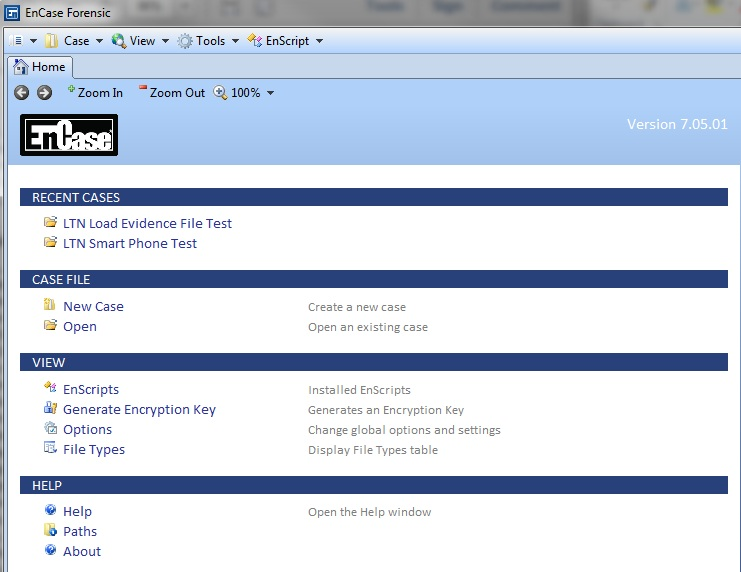 EnCase Forensic
Case View Tools EnScript
Home
Zoom In Zoom Out 100%
EnCase®
Version 7.05.01
RECENT CASES
LTN Load Evidence File Test
LTN Smart Phone Test
CASE FILE
New Case Create a new case
Open Open an existing case
VIEW
EnScripts Installed EnScripts
Generate Encryption Key Generates an Encryption Key
Options Change global options and settings
File Types Display File Types table
HELP
Help Open the Help window
Paths
About